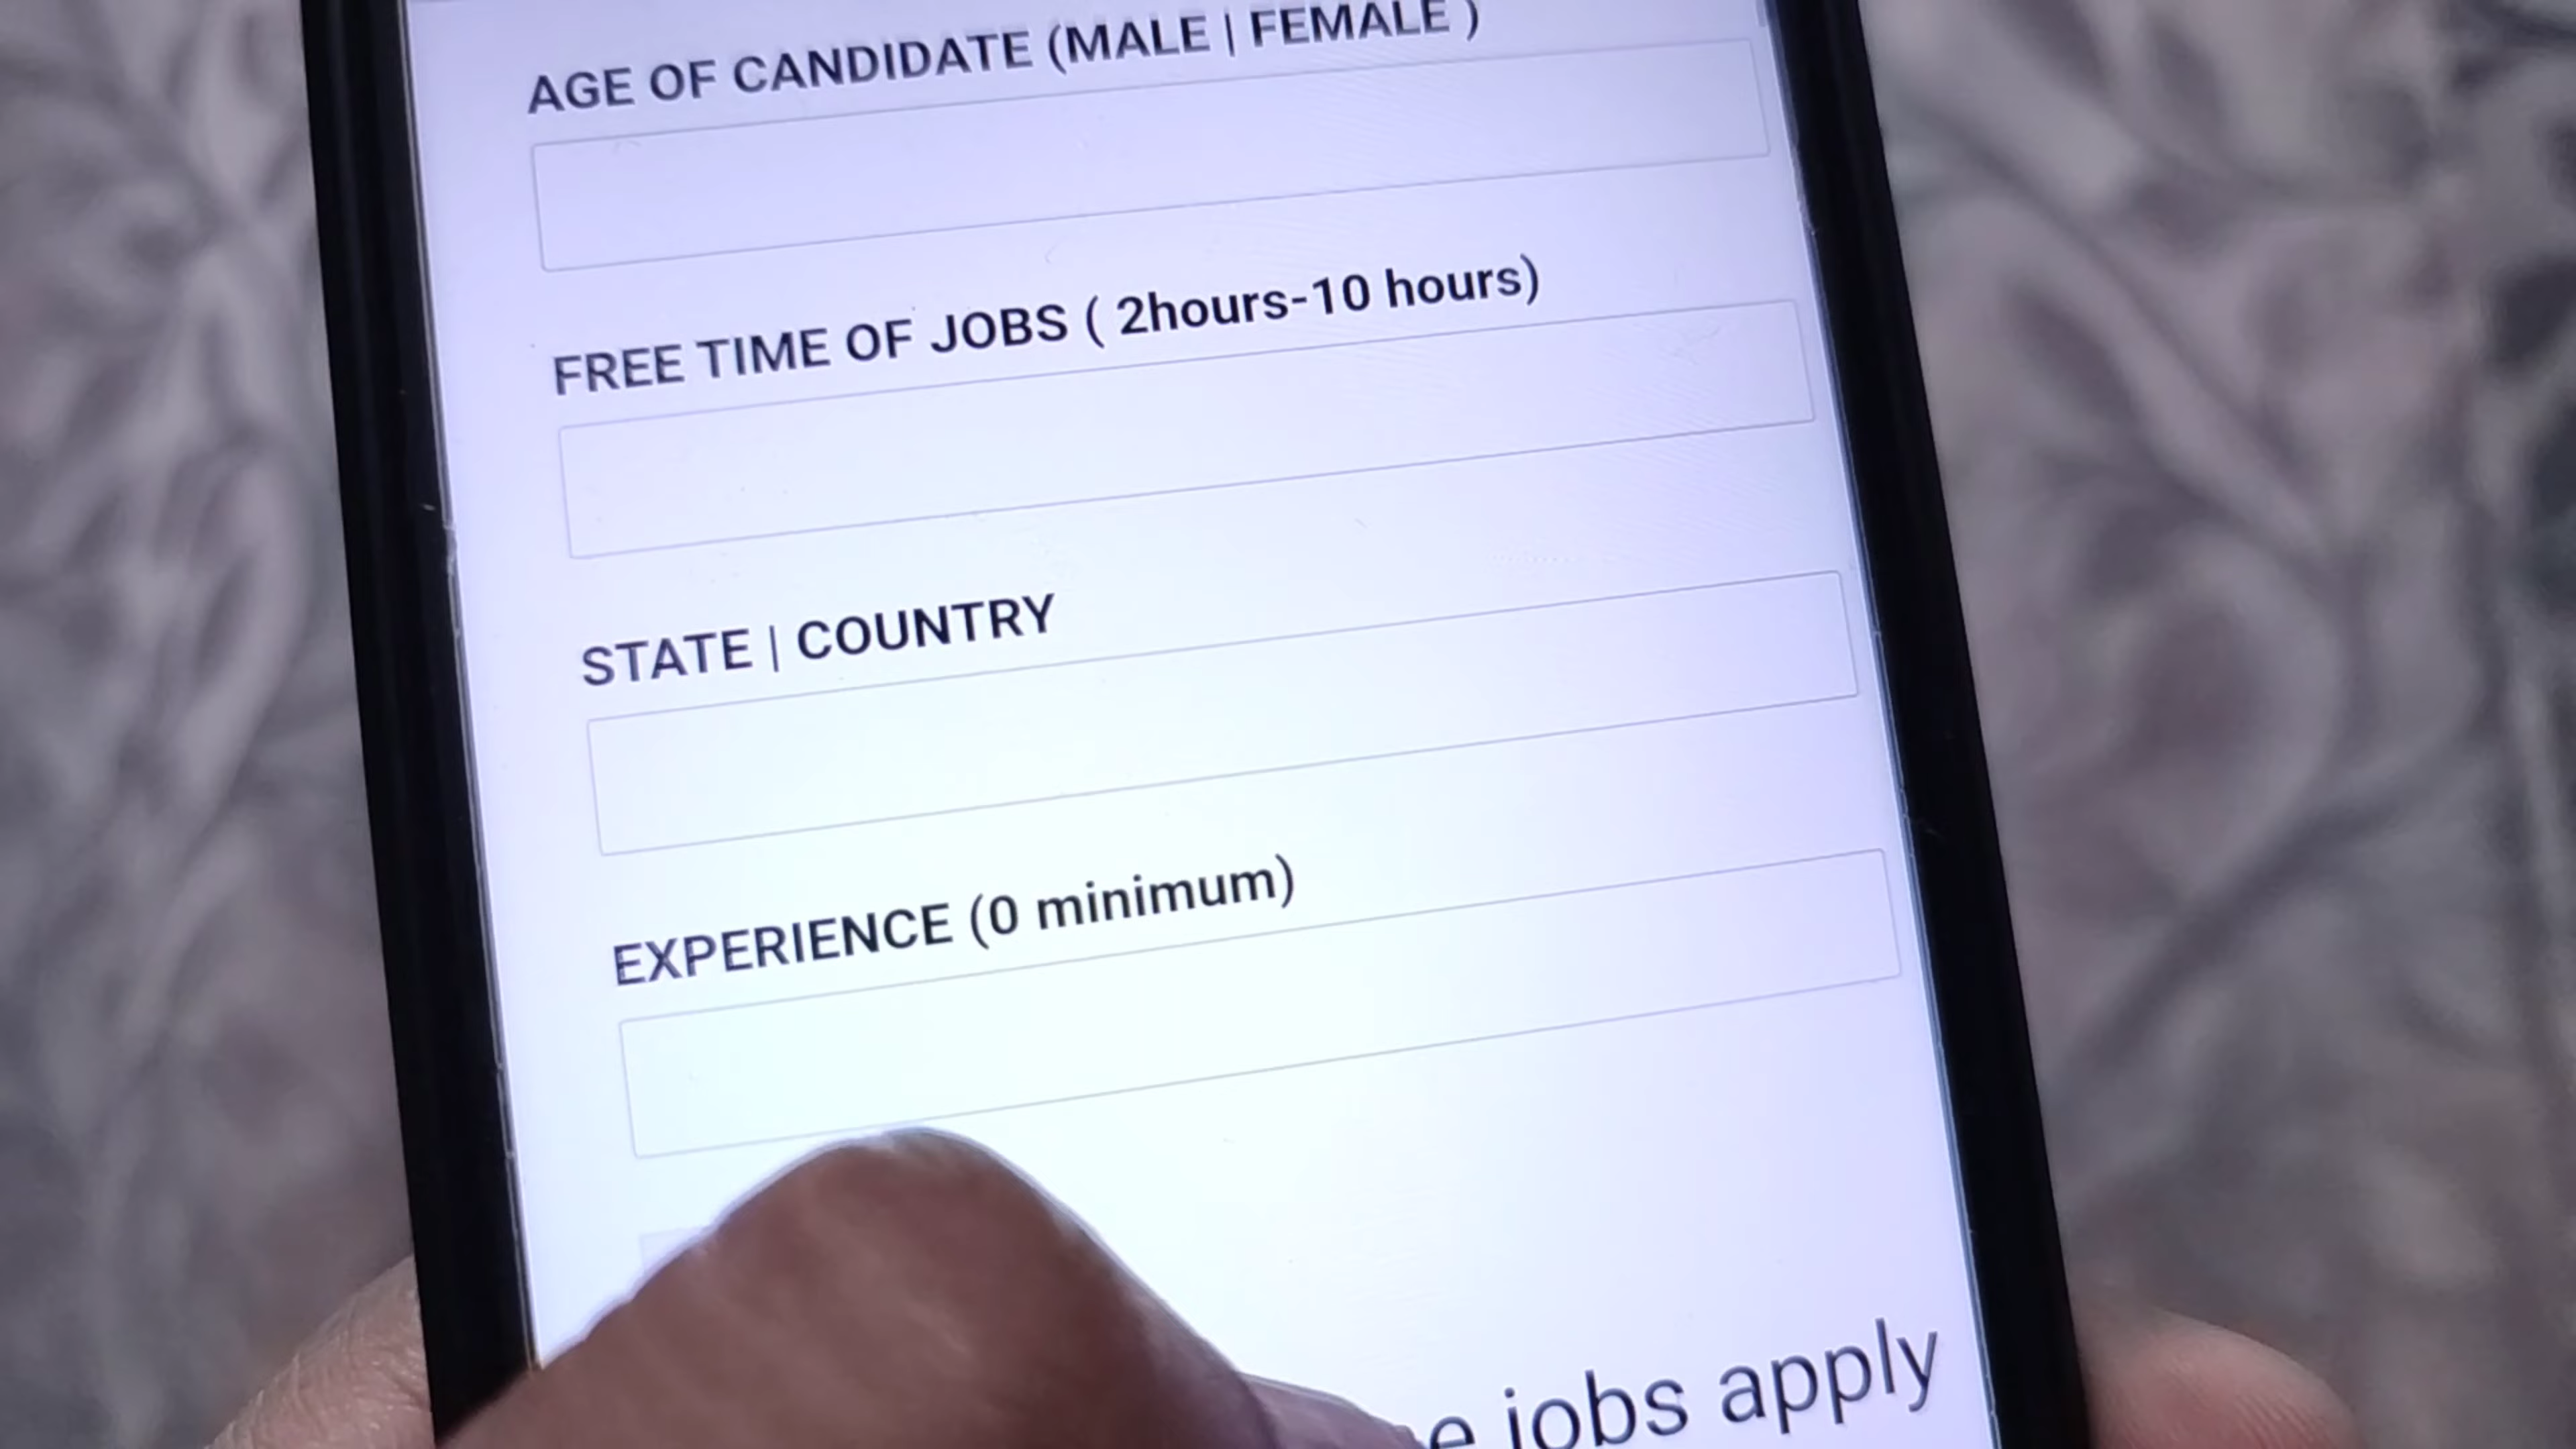 AGE OF CANDIDATE (MALE | FEMALE )
FREE TIME OF JOBS ( 2hours-10 hours)
STATE | COUNTRY
EXPERIENCE (0 minimum)
jobs apply